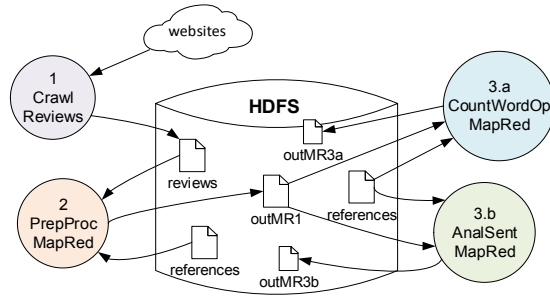 websites
1
Crawl
Reviews
HDFS
3.a
CountWordOp
MapRed
outMR3a
reviews
2
PrepProc
MapRed
outMR1
references
references
3.b
AnalSent
MapRed
outMR3b